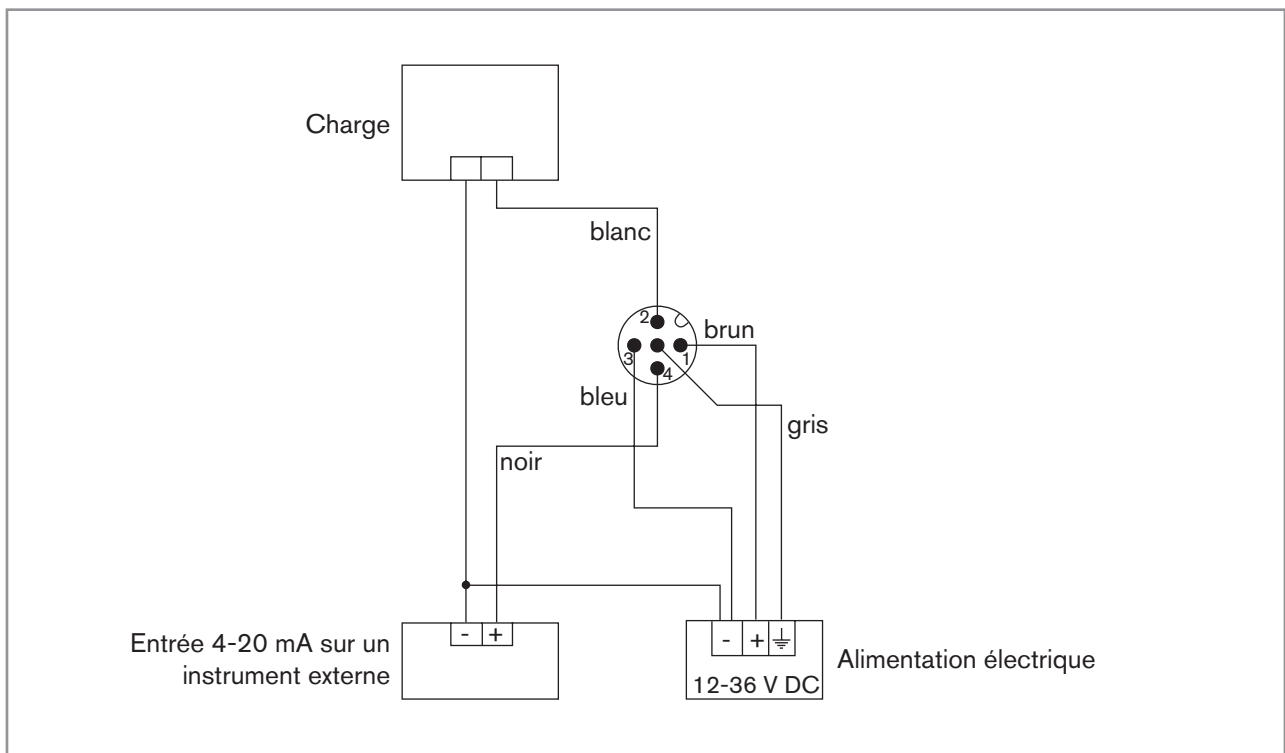 Charge
blanc
2
brun
3
1
4
bleu
gris
noir
Entrée 4-20 mA sur un
instrument externe
- +
- +
12-36 V DC
Alimentation électrique